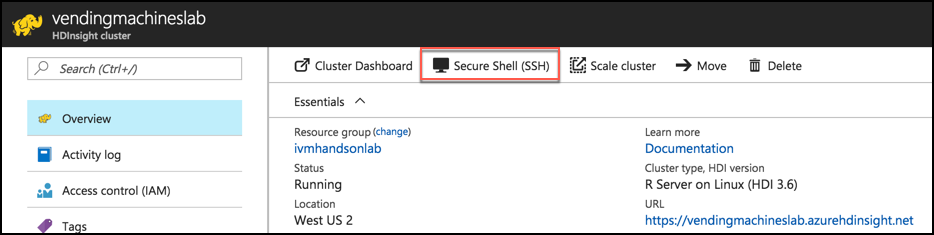 vendingmachineslab
HDInsight cluster
Search (Ctrl+/)
Overview
Activity log
Access control (IAM)
Tags
Cluster Dashboard Secure Shell (SSH) Scale cluster Move Delete
Essentials
Resource group (change)
ivmhandsonlab
Status
Running
Location
West US 2
Learn more
Documentation
Cluster type, HDI version
R Server on Linux (HDI 3.6)
URL
https://vendingmachineslab.azurehdinsight.net